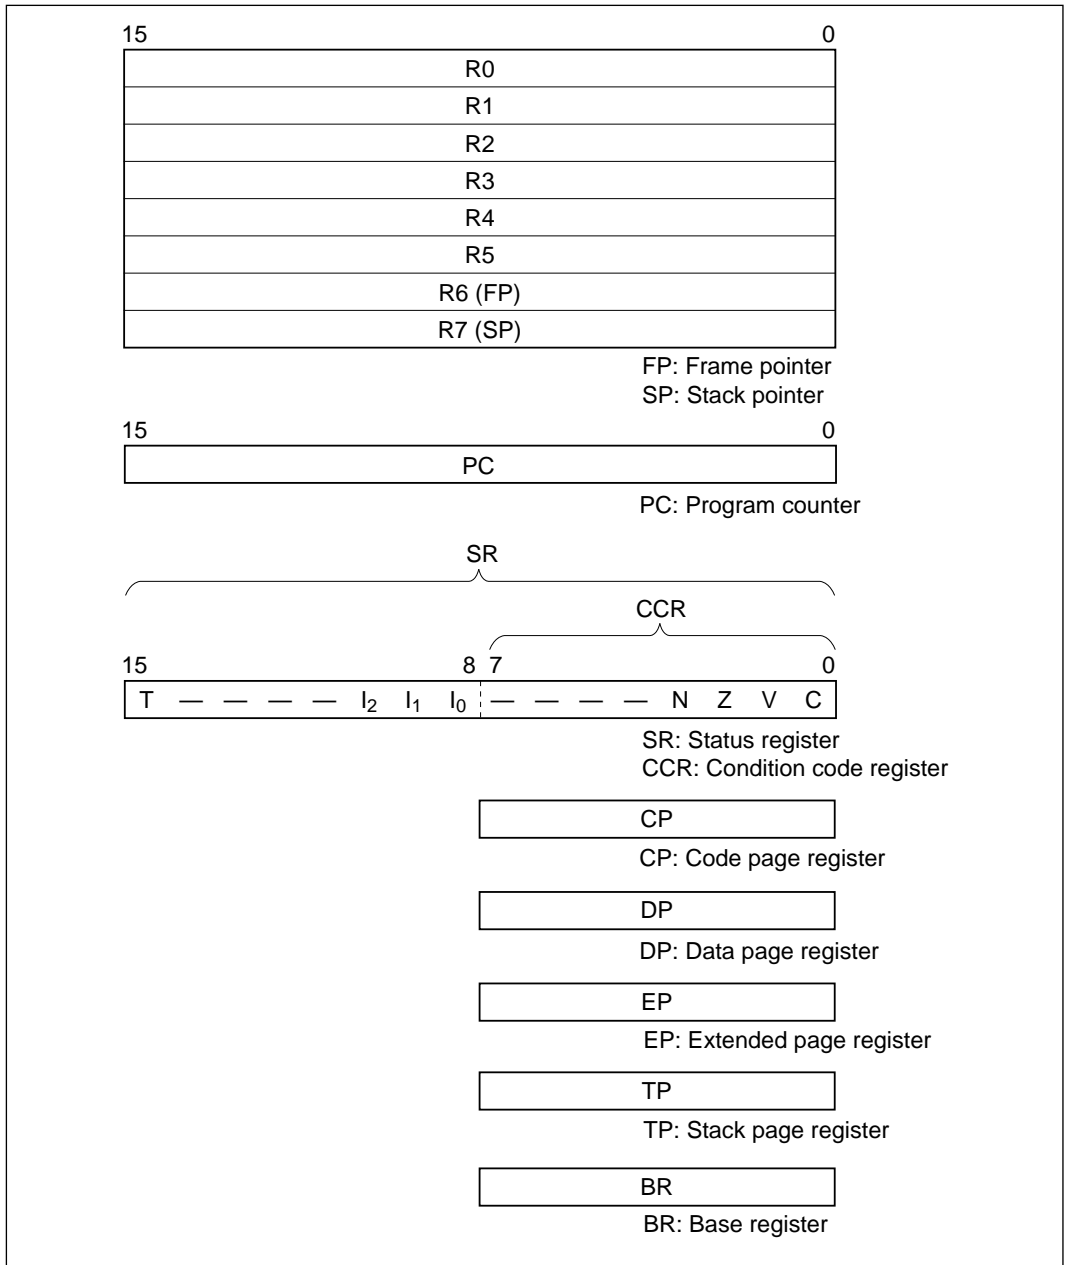 15 0
R0
R1
R2
R3
R4
R5
R6 (FP)
R7 (SP)
FP: Frame pointer
SP: Stack pointer
15 0
PC
PC: Program counter
SR
CCR
15 8 7 0
T — — — — I2 I1 I0 — — — — N Z V C
SR: Status register
CCR: Condition code register
CP
CP: Code page register
DP
DP: Data page register
EP
EP: Extended page register
TP
TP: Stack page register
BR
BR: Base register